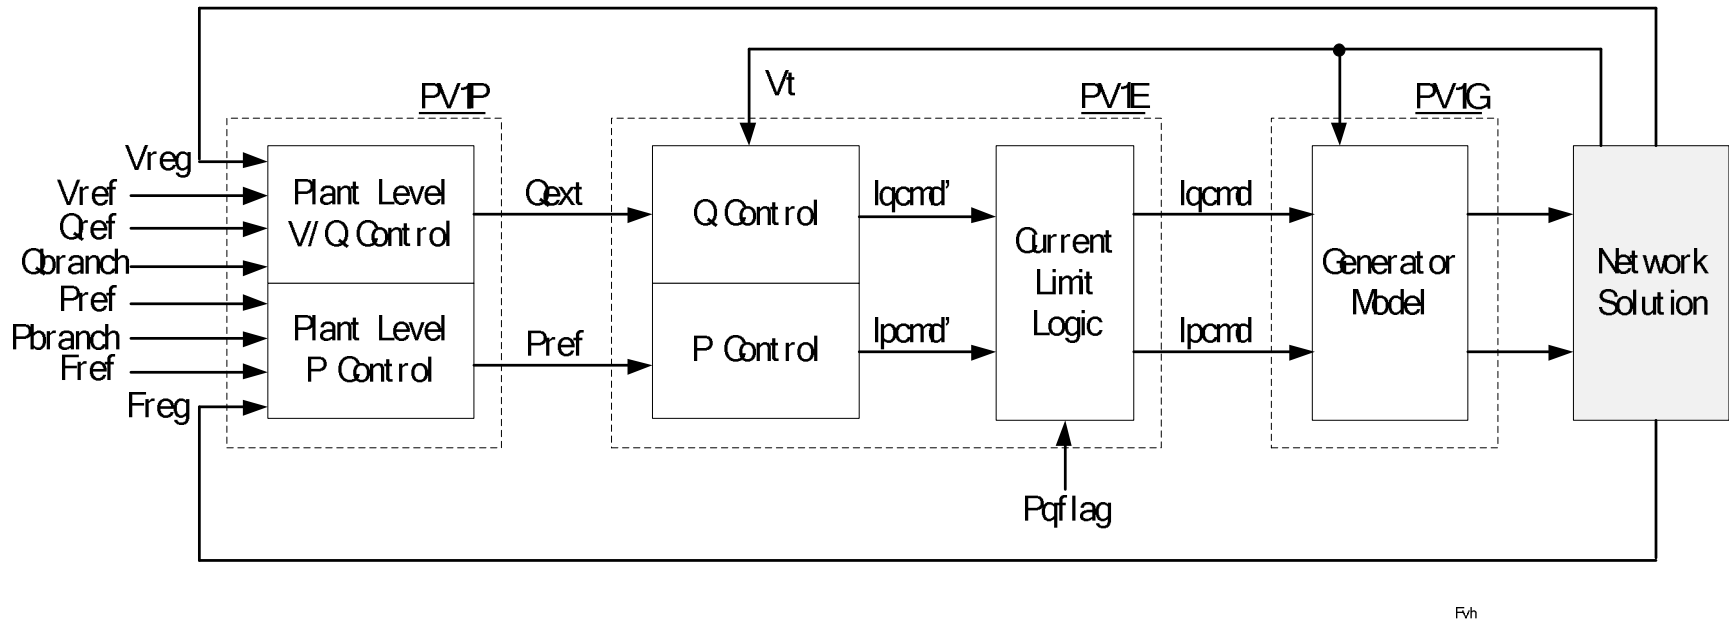 PV1P
Vt
PV1E
PV1G
Vreg
Vref
Qref
Qbranch
Pref
Pbranch
Fref
Freg
Plant Level
V/Q Control
Plant Level
P Control
Qext
Pref
Q Control
P Control
Iqcmd'
Ipcmd'
Current
Limit
Logic
Pqflag
Iqcmd
Ipcmd
Generator
Model
Network
Solution
Fvh